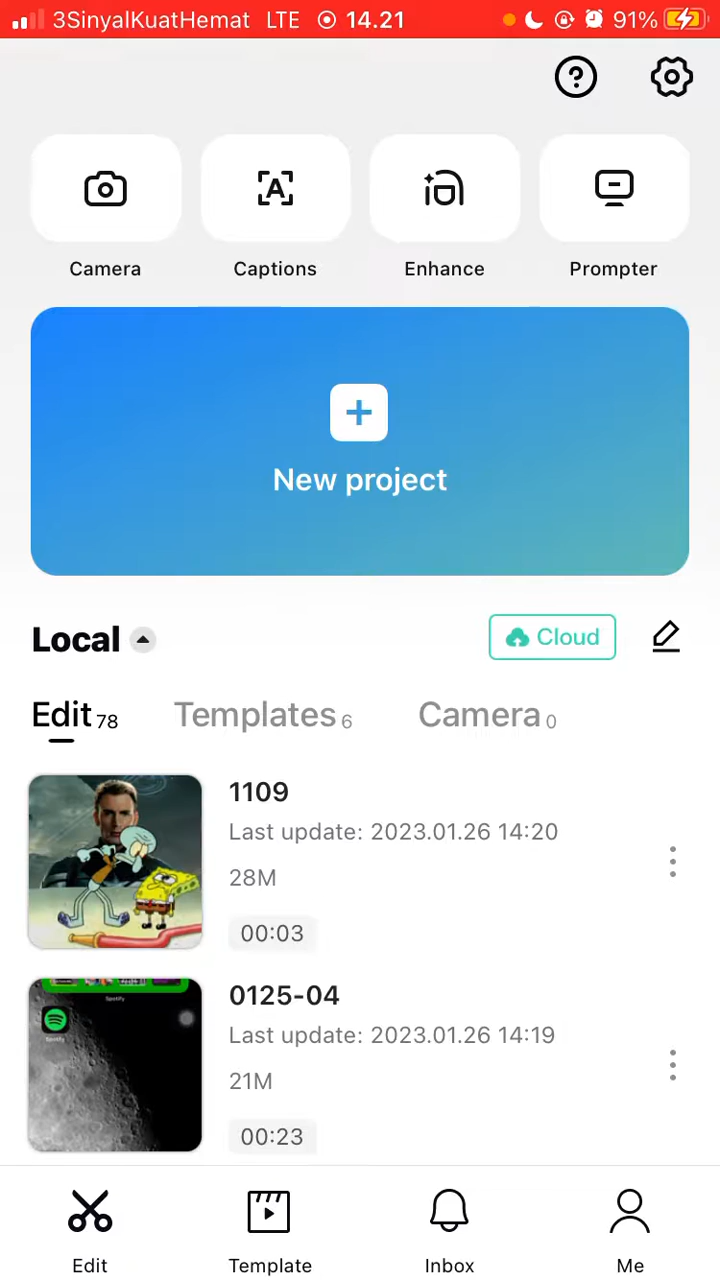 3SinyalKuatHemat LTE 14.21 91%
Camera Captions Enhance Prompter
New project
Local Cloud
Edit 78 Templates 6 Camera 0
1109
Last update: 2023.01.26 14:20
28M
00:03
Spotify
Spotify
0125-04
Last update: 2023.01.26 14:19
21M
00:23
Edit Template Inbox Me